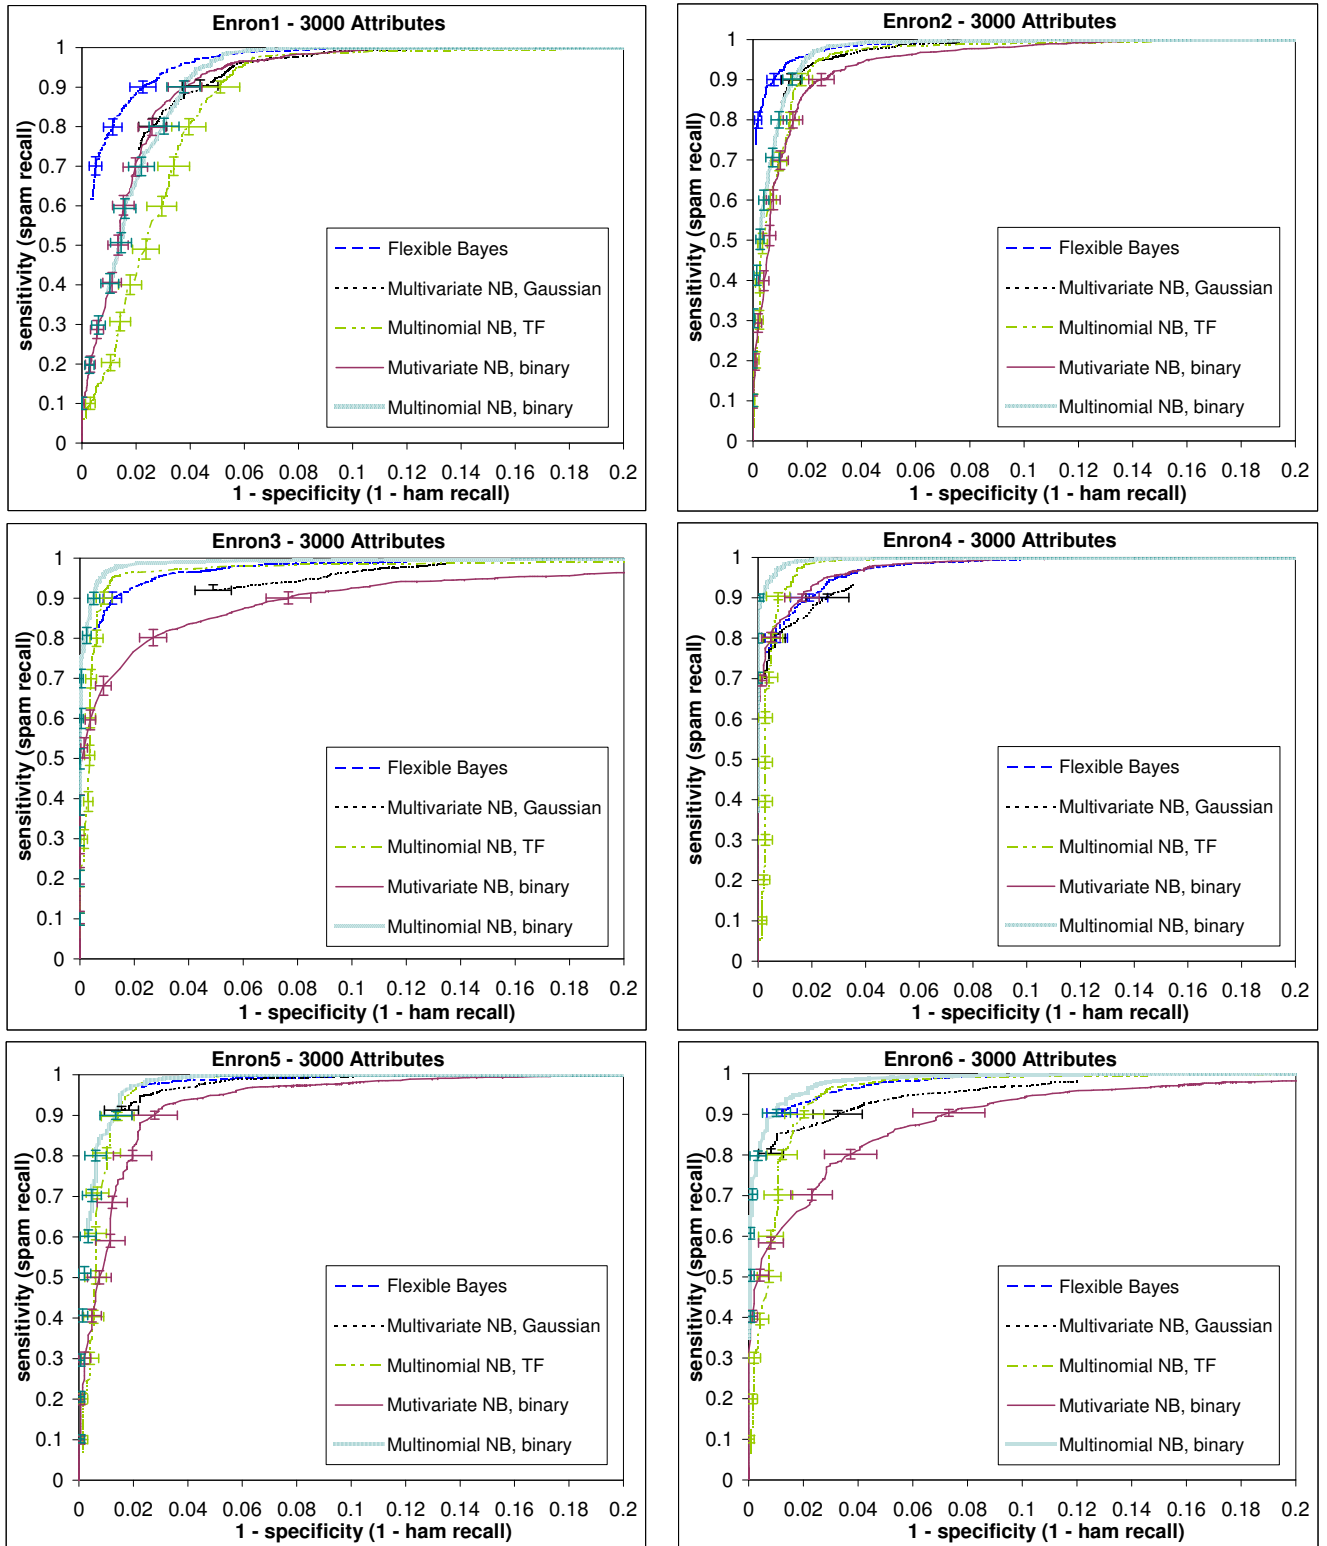 Enron1 - 3000 Attributes
sensitivity (spam recall)
1
0.9
0.8
0.7
0.6
0.5
0.4
0.3
0.2
0.1
0
Flexible Bayes
Multivariate NB, Gaussian
Multinomial NB, TF
Mutivariate NB, binary
Multinomial NB, binary
0 0.02 0.04 0.06 0.08 0.1 0.12 0.14 0.16 0.18 0.2
1 - specificity (1 - ham recall)
Enron2 - 3000 Attributes
sensitivity (spam recall)
1
0.9
0.8
0.7
0.6
0.5
0.4
0.3
0.2
0.1
0
Flexible Bayes
Multivariate NB, Gaussian
Multinomial NB, TF
Mutivariate NB, binary
Multinomial NB, binary
0 0.02 0.04 0.06 0.08 0.1 0.12 0.14 0.16 0.18 0.2
1 - specificity (1 - ham recall)
Enron3 - 3000 Attributes
sensitivity (spam recall)
1
0.9
0.8
0.7
0.6
0.5
0.4
0.3
0.2
0.1
0
Flexible Bayes
Multivariate NB, Gaussian
Multinomial NB, TF
Mutivariate NB, binary
Multinomial NB, binary
0 0.02 0.04 0.06 0.08 0.1 0.12 0.14 0.16 0.18 0.2
1 - specificity (1 - ham recall)
Enron4 - 3000 Attributes
sensitivity (spam recall)
1
0.9
0.8
0.7
0.6
0.5
0.4
0.3
0.2
0.1
0
Flexible Bayes
Multivariate NB, Gaussian
Multinomial NB, TF
Mutivariate NB, binary
Multinomial NB, binary
0 0.02 0.04 0.06 0.08 0.1 0.12 0.14 0.16 0.18 0.2
1 - specificity (1 - ham recall)
Enron5 - 3000 Attributes
sensitivity (spam recall)
1
0.9
0.8
0.7
0.6
0.5
0.4
0.3
0.2
0.1
0
Flexible Bayes
Multivariate NB, Gaussian
Multinomial NB, TF
Mutivariate NB, binary
Multinomial NB, binary
0 0.02 0.04 0.06 0.08 0.1 0.12 0.14 0.16 0.18 0.2
1 - specificity (1 - ham recall)
Enron6 - 3000 Attributes
sensitivity (spam recall)
1
0.9
0.8
0.7
0.6
0.5
0.4
0.3
0.2
0.1
0
Flexible Bayes
Multivariate NB, Gaussian
Multinomial NB, TF
Mutivariate NB, binary
Multinomial NB, binary
0 0.02 0.04 0.06 0.08 0.1 0.12 0.14 0.16 0.18 0.2
1 - specificity (1 - ham recall)